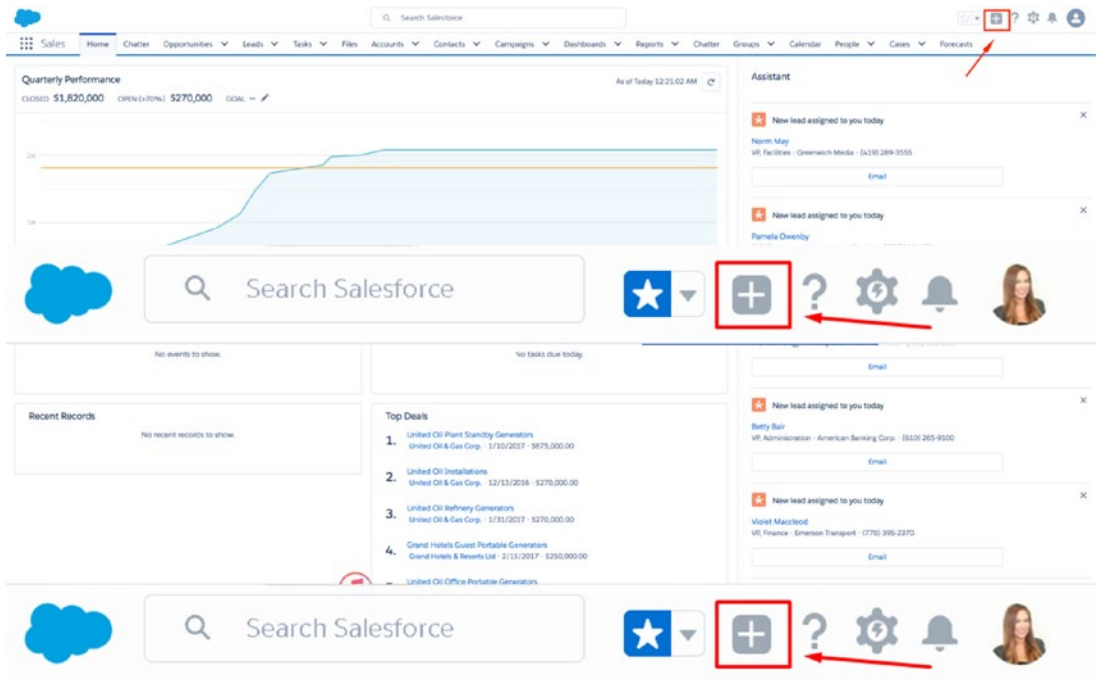 Search Salesforce
Sales Home Chatter Opportunities Leads Tasks Files Accounts Contacts Campaigns Dashboards Reports Chatter Groups Calendar People Cases Forecasts
Quarterly Performance
As of Today 12:21:02 AM
CLOSED $1,820,000 OPEN (>70%) $270,000 GOAL --
Assistant
New lead assigned to you today
Norm May
VP, Facilities - Greenwich Media - (419) 289-3555
Email
New lead assigned to you today
Pamela Owenby
Search Salesforce
No events to show.
No tasks due today.
Email
Recent Records
No recent records to show.
Top Deals
1. United Oil Plant Standby Generators
United Oil & Gas Corp. - 1/10/2017 - $675,000.00
2. United Oil Installations
United Oil & Gas Corp. - 12/13/2016 - $270,000.00
3. United Oil Refinery Generators
United Oil & Gas Corp. - 1/31/2017 - $270,000.00
4. Grand Hotels Guest Portable Generators
Grand Hotels & Resorts Ltd - 2/11/2017 - $250,000.00
United Oil Office Portable Generators
New lead assigned to you today
Betty Bair
VP, Administration - American Banking Corp. - (610) 265-9100
Email
New lead assigned to you today
Violet Maccleod
VP, Finance - Emerson Transport - (770) 395-2370
Email
Search Salesforce